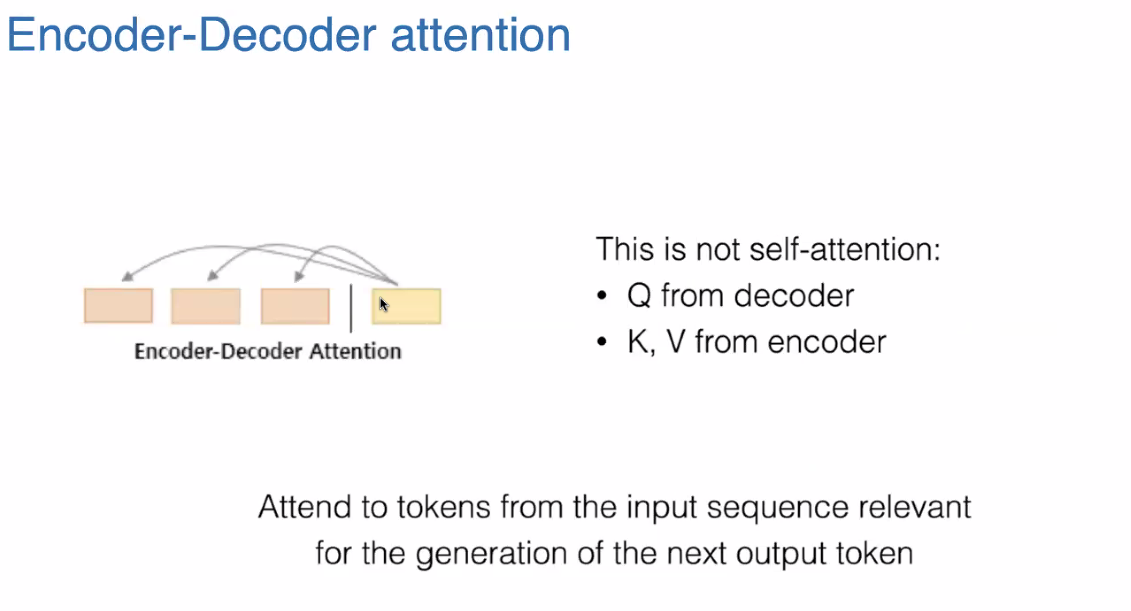 Encoder-Decoder attention
This is not self-attention:
• Q from decoder
• K, V from encoder
Encoder-Decoder Attention
Attend to tokens from the input sequence relevant
for the generation of the next output token